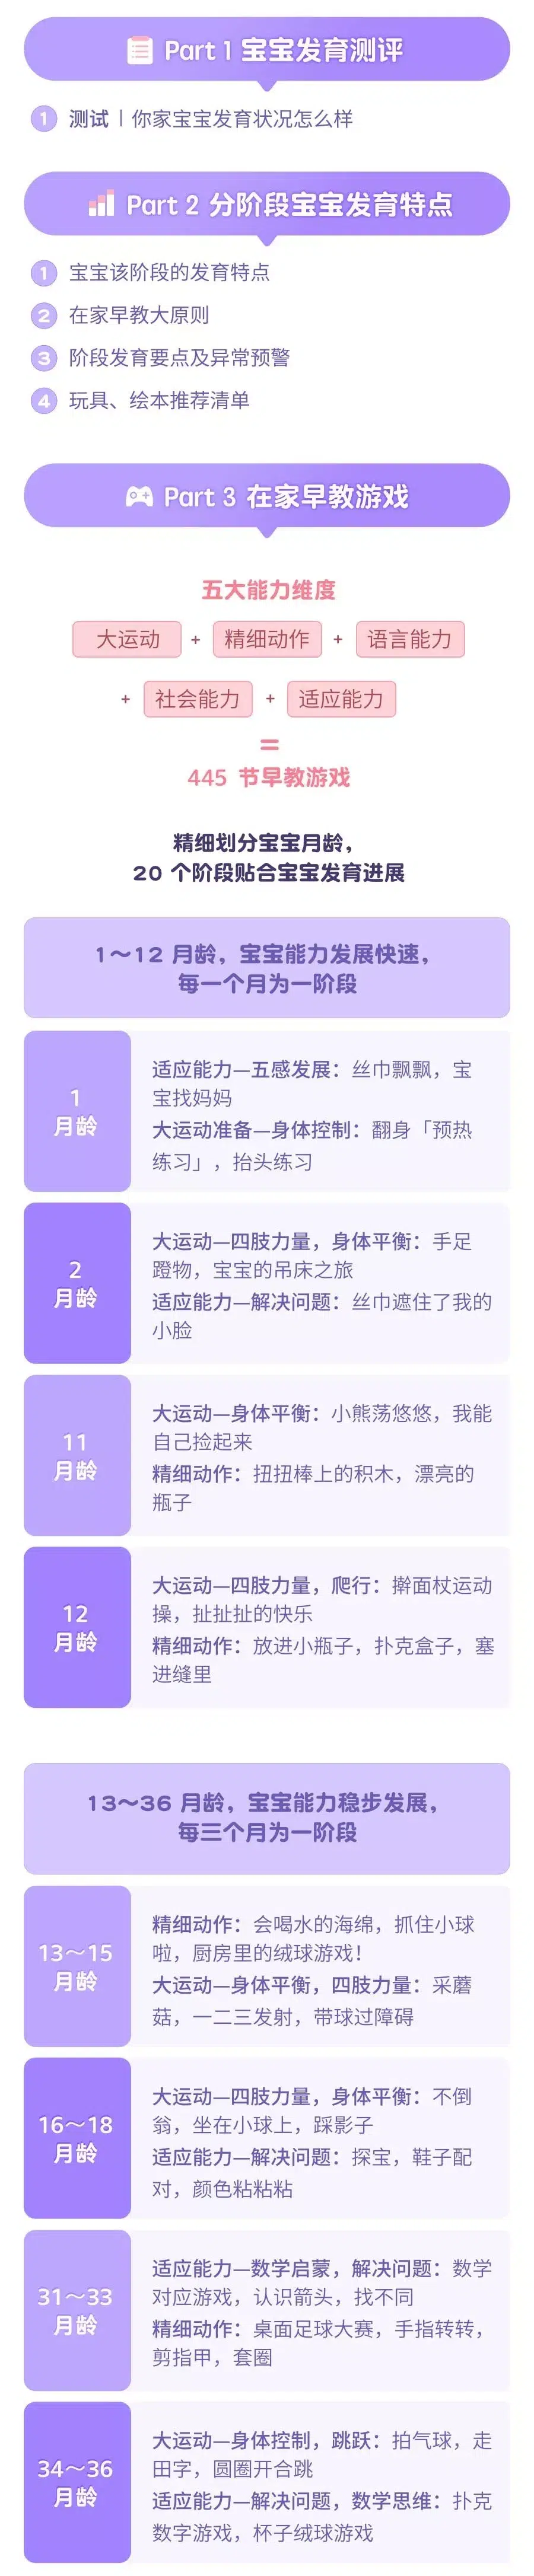 Part 1 宝宝发育测评
1 测试 | 你家宝宝发育状况怎么样
Part 2 分阶段宝宝发育特点
1 宝宝该阶段的发育特点
2 在家早教大原则
3 阶段发育要点及异常预警
4 玩具、绘本推荐清单
Part 3 在家早教游戏
五大能力维度
大运动 + 精细动作 + 语言能力
+ 社会能力 + 适应能力
=
445 节早教游戏
精细划分宝宝月龄，
20 个阶段贴合宝宝发育进展
1～12 月龄，宝宝能力发展快速，
每一个月为一阶段
1
月龄
适应能力—五感发展：丝巾飘飘，宝
宝找妈妈
大运动准备—身体控制：翻身「预热
练习」，抬头练习
2
月龄
大运动—四肢力量，身体平衡：手足
蹬物，宝宝的吊床之旅
适应能力—解决问题：丝巾遮住了我的
小脸
11
月龄
大运动—身体平衡：小熊荡悠悠，我能
自己捡起来
精细动作：扭扭棒上的积木，漂亮的
瓶子
12
月龄
大运动—四肢力量，爬行：擀面杖运动
操，扯扯扯的快乐
精细动作：放进小瓶子，扑克盒子，塞
进缝里
13～36 月龄，宝宝能力稳步发展，
每三个月为一阶段
13～15
月龄
精细动作：会喝水的海绵，抓住小球
啦，厨房里的绒球游戏！
大运动—身体平衡，四肢力量：采蘑
菇，一二三发射，带球过障碍
16～18
月龄
大运动—四肢力量，身体平衡：不倒
翁，坐在小球上，踩影子
适应能力—解决问题：探宝，鞋子配
对，颜色粘粘粘
31～33
月龄
适应能力—数学启蒙，解决问题：数学
对应游戏，认识箭头，找不同
精细动作：桌面足球大赛，手指转转，
剪指甲，套圈
34～36
月龄
大运动—身体控制，跳跃：拍气球，走
田字，圆圈开合跳
适应能力—解决问题，数学思维：扑克
数字游戏，杯子绒球游戏